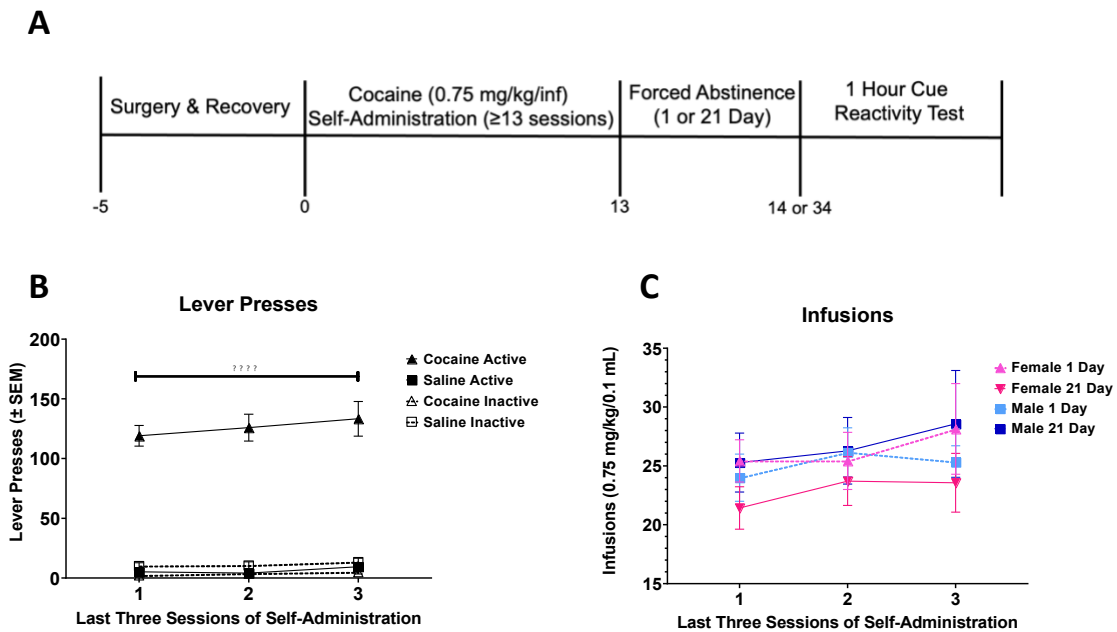 A
Surgery & Recovery
Cocaine (0.75 mg/kg/inf)
Self-Administration (≥13 sessions)
Forced Abstinence
(1 or 21 Day)
1 Hour Cue
Reactivity Test
-5
0
13
14 or 34
B
Lever Presses
Lever Presses (± SEM)
200
150
100
50
0
????
Cocaine Active
Saline Active
Cocaine Inactive
Saline Inactive
1
2
3
Last Three Sessions of Self-Administration
C
Infusions
Infusions (0.75 mg/kg/0.1 mL)
35
30
25
20
15
Female 1 Day
Female 21 Day
Male 1 Day
Male 21 Day
1
2
3
Last Three Sessions of Self-Administration